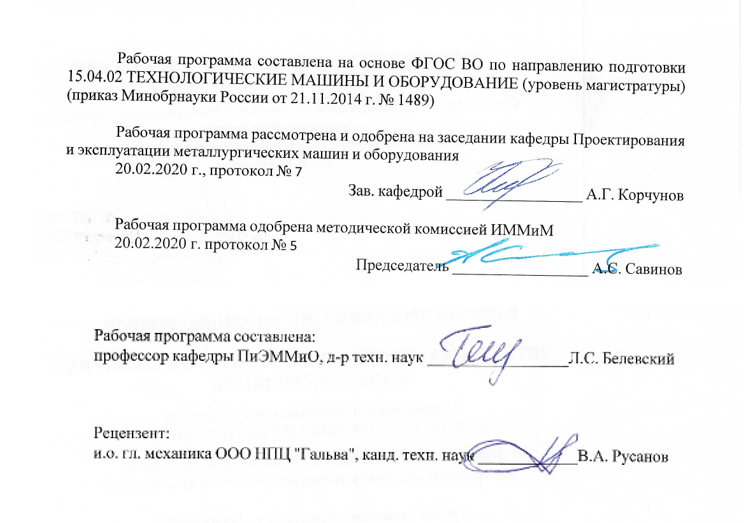 Рабочая программа составлена на основе ФГОС ВО по направлению подготовки
15.04.02 ТЕХНОЛОГИЧЕСКИЕ МАШИНЫ И ОБОРУДОВАНИЕ (уровень магистратуры)
(приказ Минобрнауки России от 21.11.2014 г. № 1489)
Рабочая программа рассмотрена и одобрена на заседании кафедры Проектирования
и эксплуатации металлургических машин и оборудования
20.02.2020 г., протокол № 7
Зав. кафедрой ________________ А.Г. Корчунов
Рабочая программа одобрена методической комиссией ИММиМ
20.02.2020 г. протокол № 5
Председатель ________________ А.С. Савинов
Рабочая программа составлена:
профессор кафедры ПиЭММиО, д-р техн. наук ________________Л.С. Белевский
Рецензент:
и.о. гл. механика ООО НПЦ "Гальва", канд. техн. наук ____________В.А. Русанов